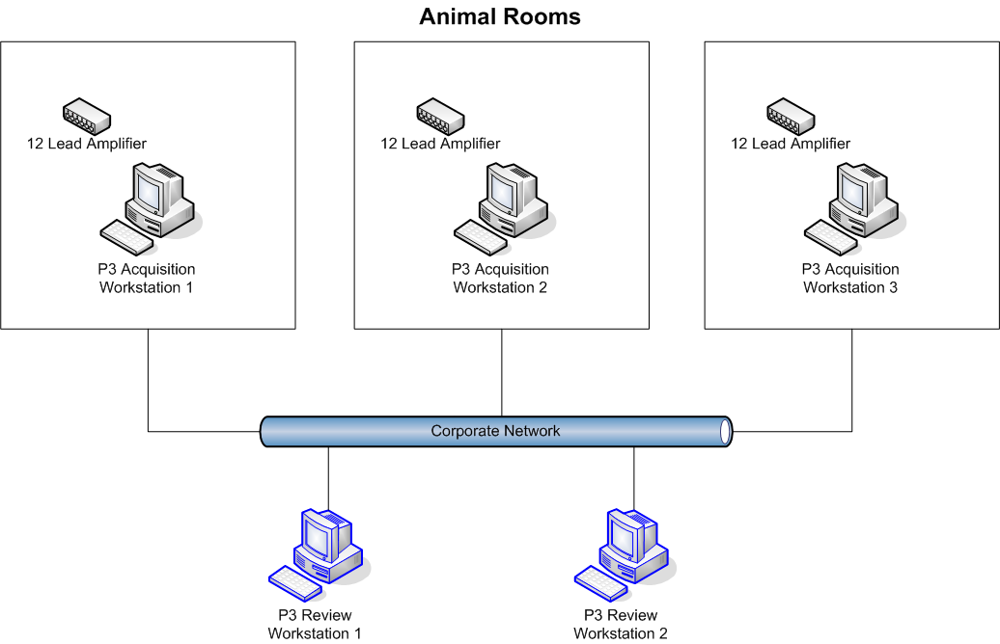 Animal Rooms
12 Lead Amplifier
P3 Acquisition
Workstation 1
12 Lead Amplifier
P3 Acquisition
Workstation 2
12 Lead Amplifier
P3 Acquisition
Workstation 3
Corporate Network
P3 Review
Workstation 1
P3 Review
Workstation 2